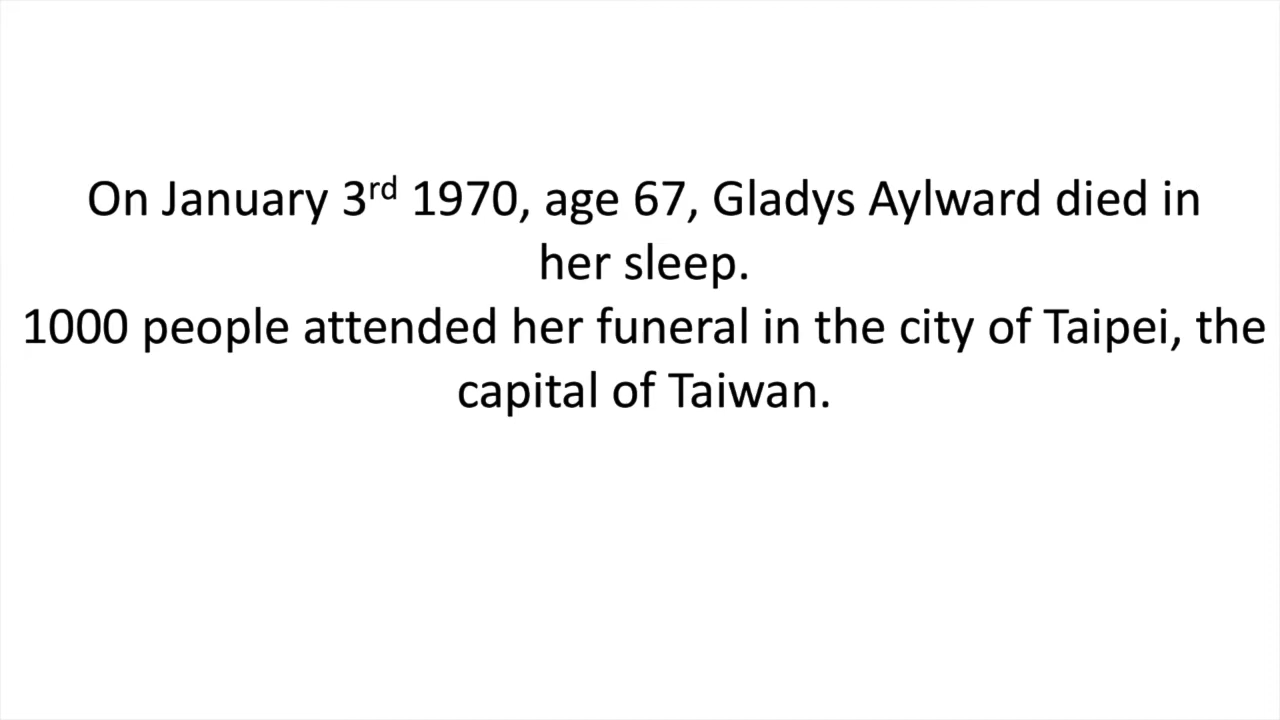 On January 3rd 1970, age 67, Gladys Aylward died in
her sleep.
1000 people attended her funeral in the city of Taipei, the
capital of Taiwan.